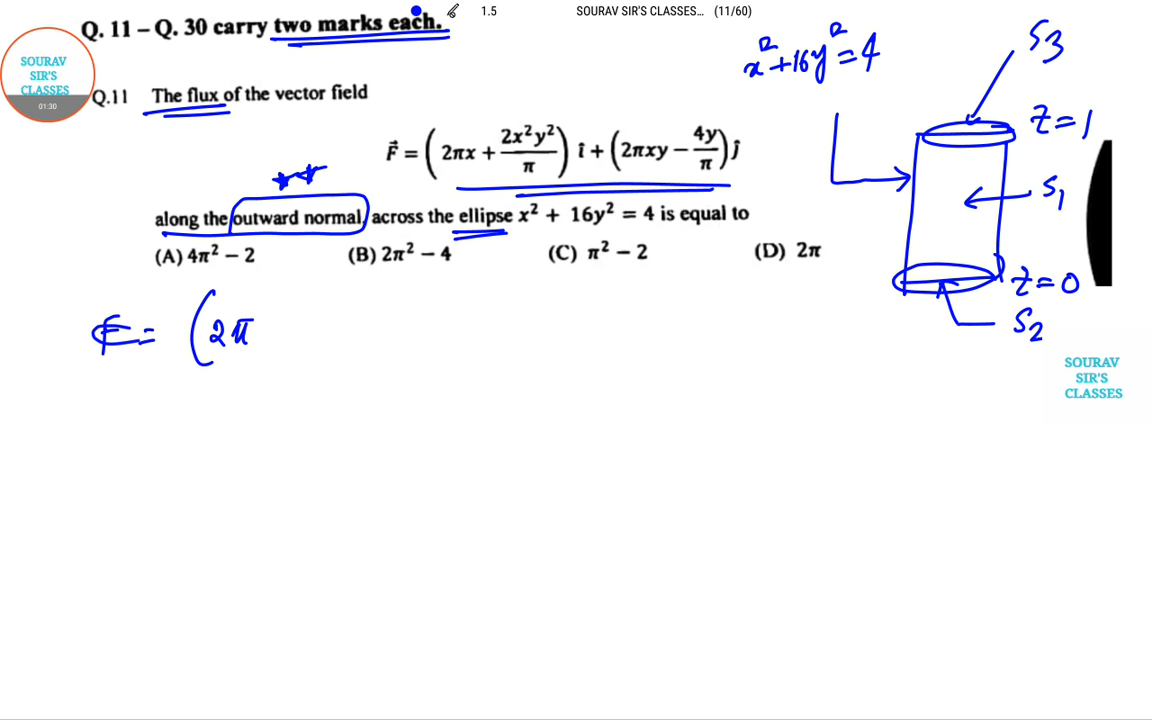 1.5 SOURAV SIR'S CLASSES... (11/60)
Q. 11 – Q. 30 carry two marks each.
SOURAV
SIR'S
CLASSES
01:30
Q.11 The flux of the vector field
F⃗ = (2πx + 2x²y²/π) î + (2πxy − 4y/π) ĵ
along the outward normal, across the ellipse x² + 16y² = 4 is equal to
(A) 4π² − 2 (B) 2π² − 4 (C) π² − 2 (D) 2π
x² + 16y² = 4
S3
z = 1
S1
z = 0
S2
F = (2π
SOURAV
SIR'S
CLASSES